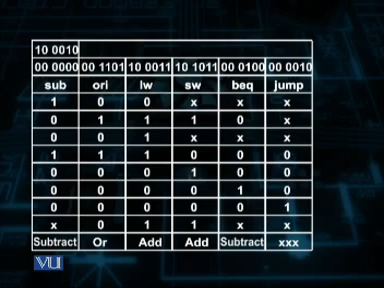 10 0010
00 0000 00 1101 10 0011 10 1011 00 0100 00 0010
sub ori lw sw beq jump
1 0 0 x x x
0 1 1 1 0 x
0 0 1 x x x
1 1 1 0 0 0
0 0 0 1 0 0
0 0 0 0 1 0
0 0 0 0 0 1
x 0 1 1 x x
Subtract Or Add Add Subtract xxx
VU